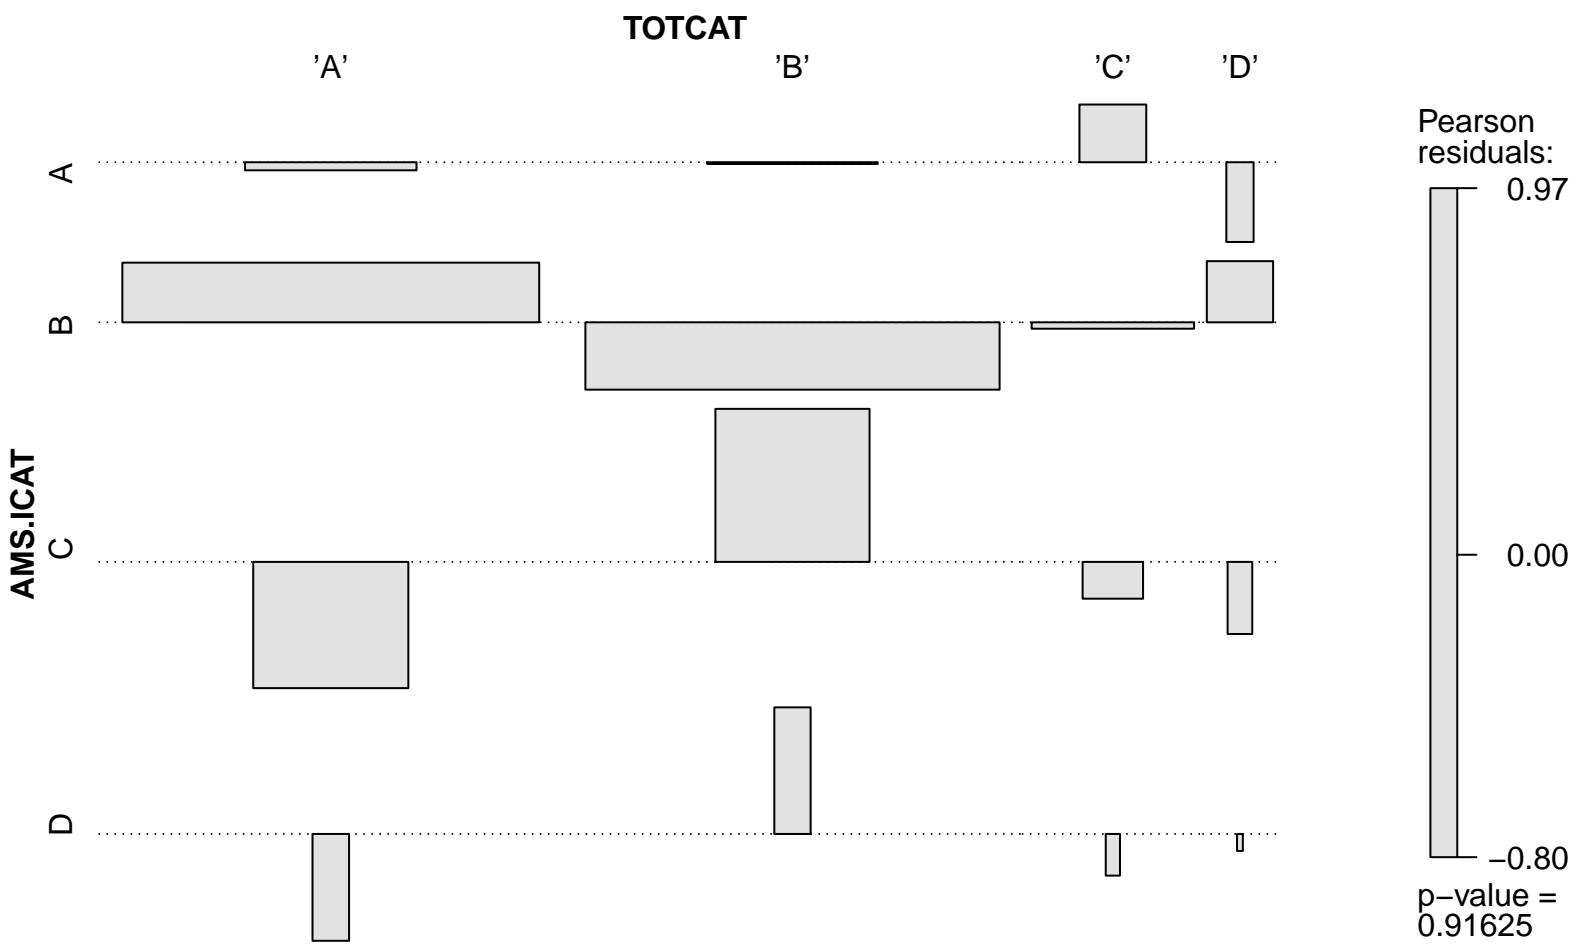 TOTCAT
’A’ ’B’ ’C’ ’D’
AMS.ICAT
A
B
C
D
Pearson
residuals:
0.97
0.00
−0.80
p−value =
0.91625